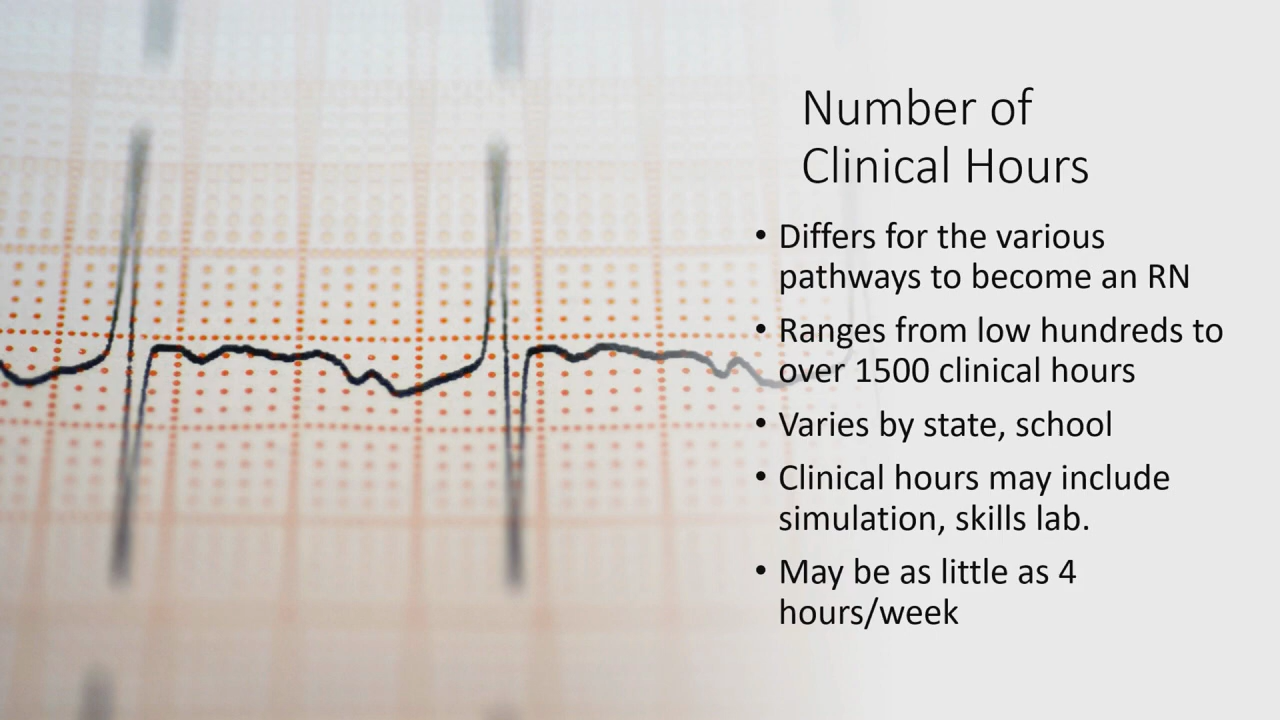 Number of
Clinical Hours
• Differs for the various
pathways to become an RN
• Ranges from low hundreds to
over 1500 clinical hours
• Varies by state, school
• Clinical hours may include
simulation, skills lab.
• May be as little as 4
hours/week